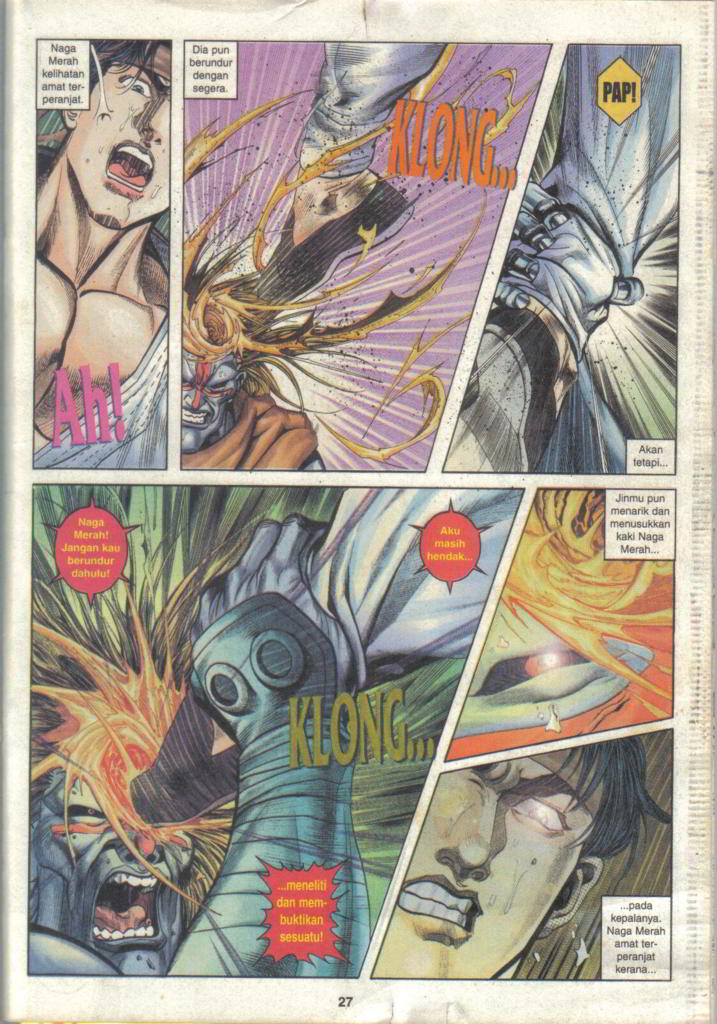 Naga
Merah
kelihatan
amat ter-
peranjat.
Ah!
Dia pun
berundur
dengan
segera.
KLONG...
PAP!
Akan
tetapi...
Naga
Merah!
Jangan kau
berundur
dahulu!
Aku
masih
hendak...
KLONG...
...meneliti
dan mem-
buktikan
sesuatu!
Jinmu pun
menarik dan
menusukkan
kaki Naga
Merah...
...pada
kepalanya.
Naga Merah
amat ter-
peranjat
kerana...
27